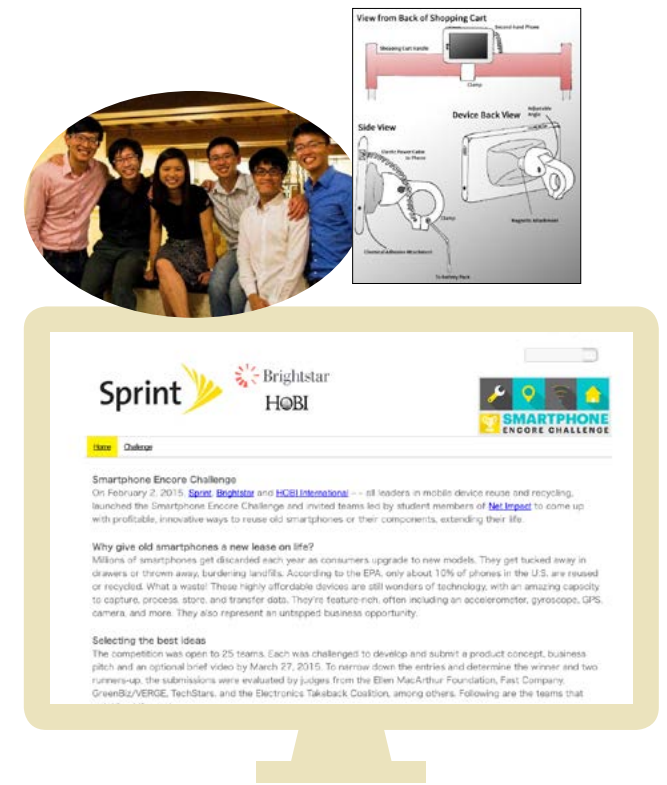 View from Back of Shopping Cart
Second-hand Phone
Shopping Cart Handle
Clamp
Side View
Device Back View
Adjustable
Angle
Elastic Power Cable
to Phone
Clamp
Magnetic Attachment
Chemical Adhesive Attachment
To Battery Pack
Sprint
Brightstar
HOBI
SMARTPHONE
ENCORE CHALLENGE
Home Challenge
Smartphone Encore Challenge
On February 2, 2015, Sprint, Brightstar and HOBI International – - all leaders in mobile device reuse and recycling,
launched the Smartphone Encore Challenge and invited teams led by student members of Net Impact to come up
with profitable, innovative ways to reuse old smartphones or their components, extending their life.
Why give old smartphones a new lease on life?
Millions of smartphones get discarded each year as consumers upgrade to new models. They get tucked away in
drawers or thrown away, burdening landfills. According to the EPA, only about 10% of phones in the U.S. are reused
or recycled. What a waste! These highly affordable devices are still wonders of technology, with an amazing capacity
to capture, process, store, and transfer data. They're feature-rich, often including an accelerometer, gyroscope, GPS,
camera, and more. They also represent an untapped business opportunity.
Selecting the best ideas
The competition was open to 25 teams. Each was challenged to develop and submit a product concept, business
pitch and an optional brief video by March 27, 2015. To narrow down the entries and determine the winner and two
runners-up, the submissions were evaluated by judges from the Ellen MacArthur Foundation, Fast Company,
GreenBiz/VERGE, TechStars, and the Electronics Takeback Coalition, among others. Following are the teams that